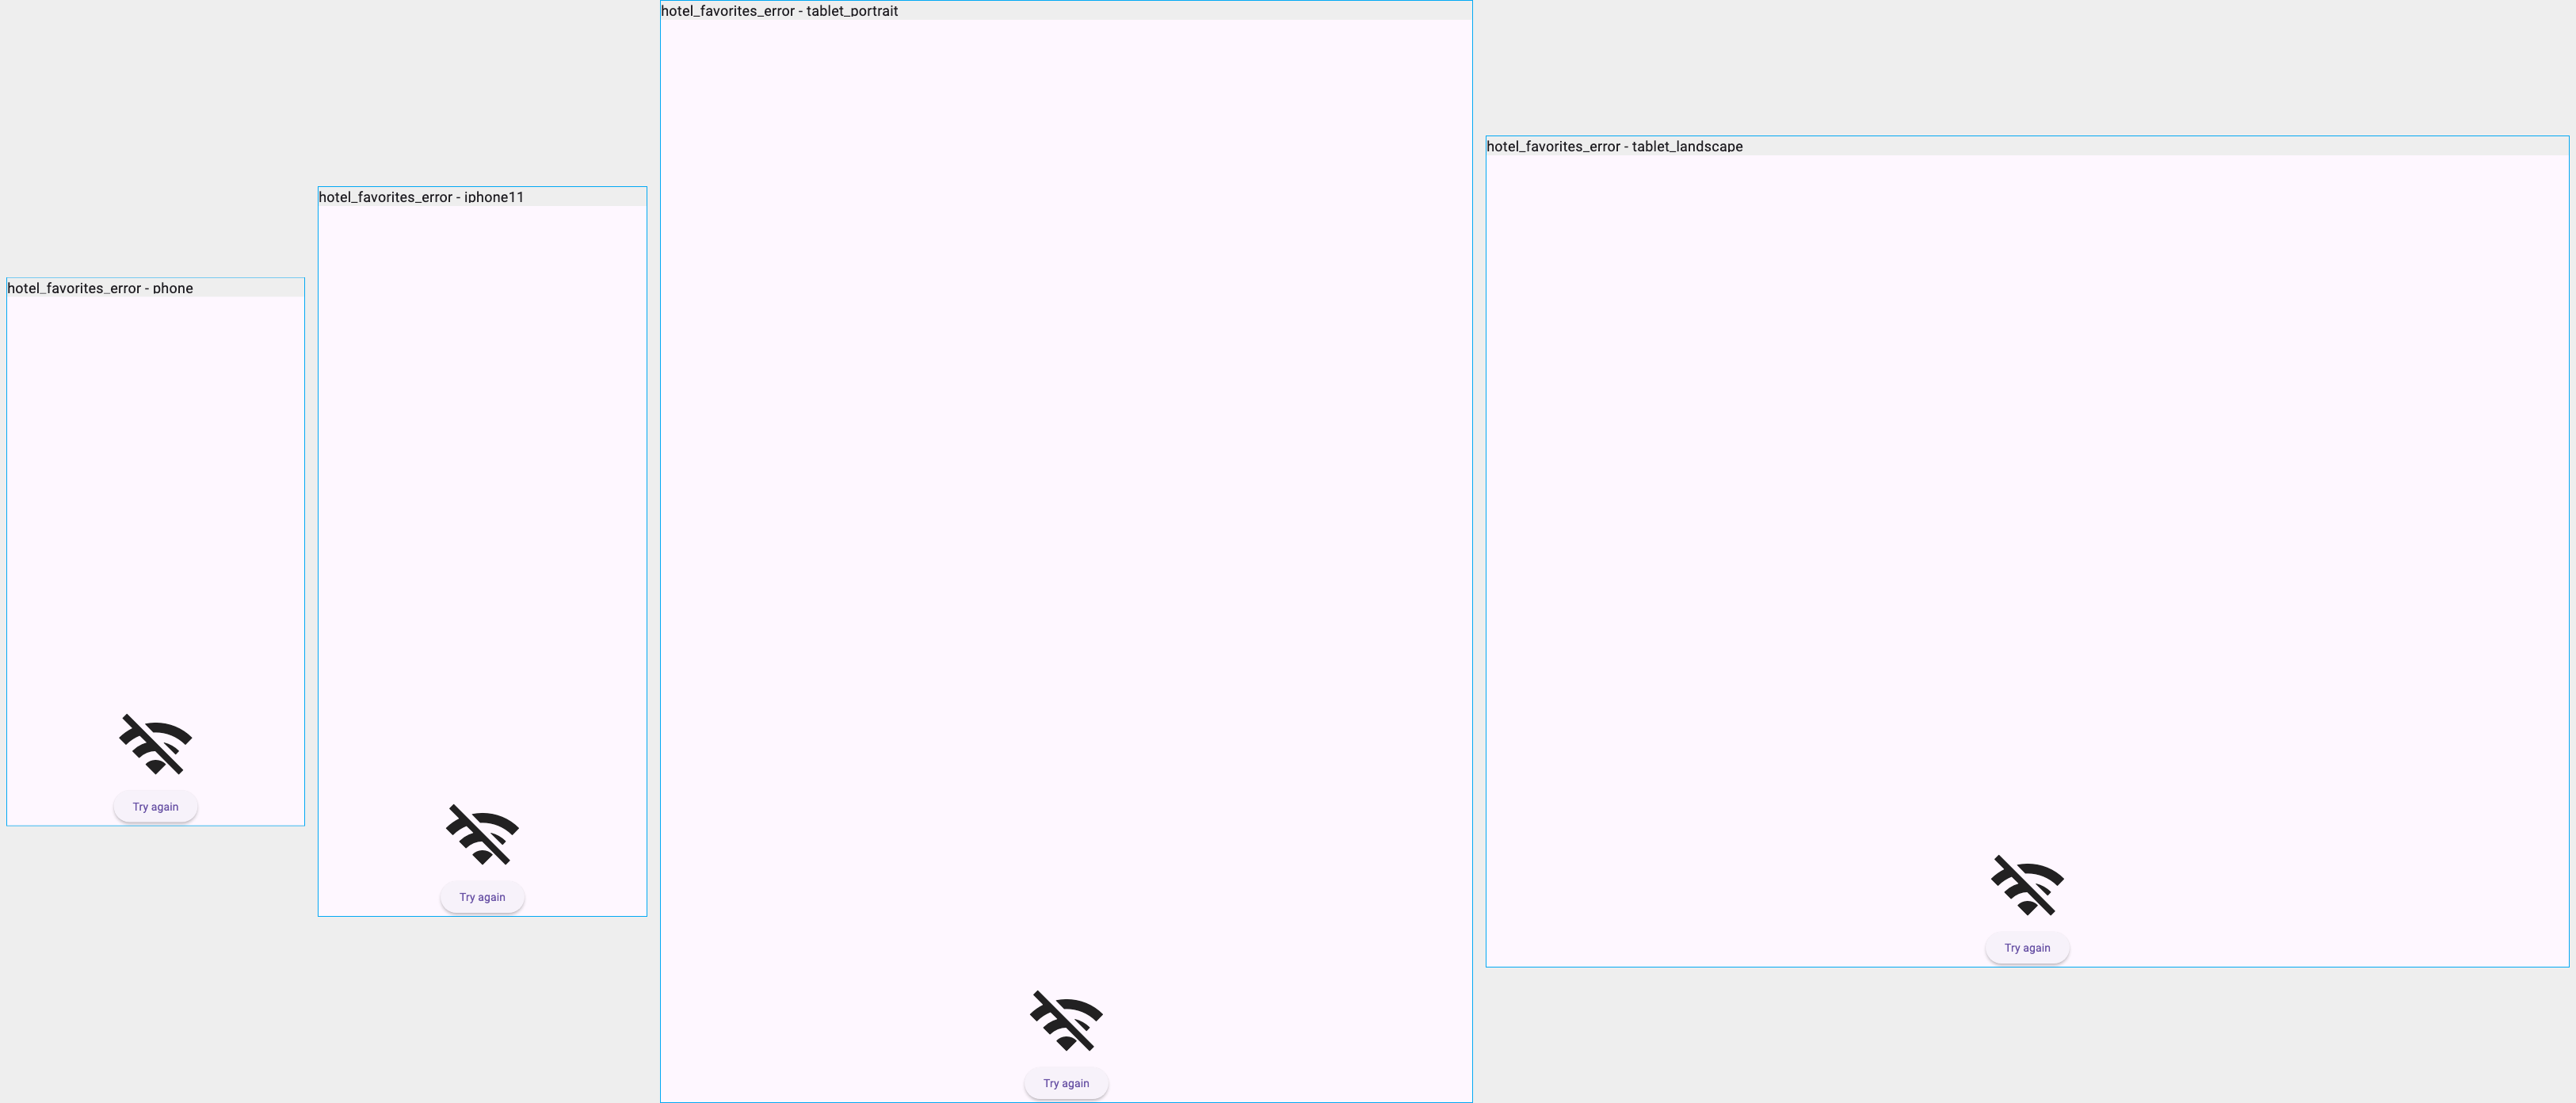 hotel_favorites_error - phone
Try again
hotel_favorites_error - iphone11
Try again
hotel_favorites_error - tablet_portrait
Try again
hotel_favorites_error - tablet_landscape
Try again